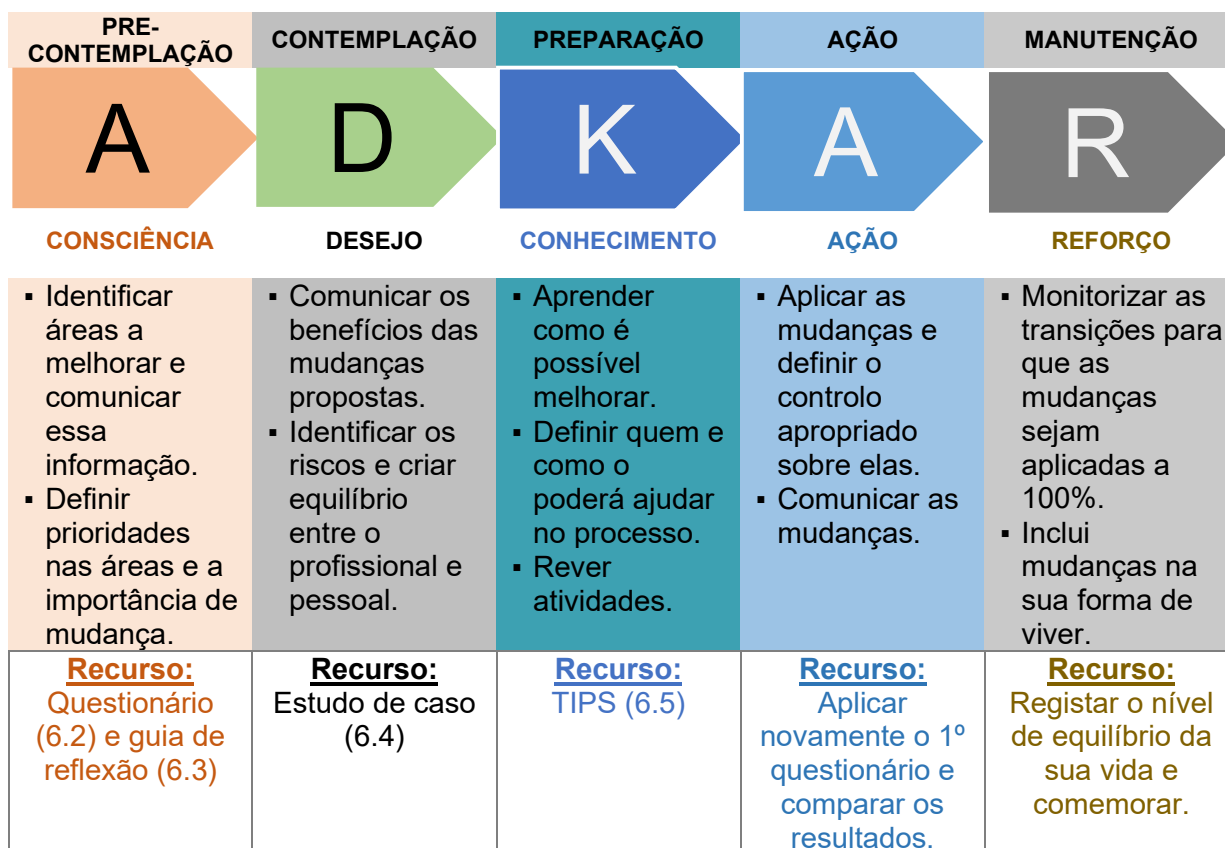 PRE-
CONTEMPLAÇÃO
CONTEMPLAÇÃO
PREPARAÇÃO
AÇÃO
MANUTENÇÃO
A
D
K
A
R
CONSCIÊNCIA
DESEJO
CONHECIMENTO
AÇÃO
REFORÇO
▪ Identificar
áreas a
melhorar e
comunicar
essa
informação.
▪ Definir
prioridades
nas áreas e a
importância de
mudança.
▪ Comunicar os
benefícios das
mudanças
propostas.
▪ Identificar os
riscos e criar
equilíbrio
entre o
profissional e
pessoal.
▪ Aprender
como é
possível
melhorar.
▪ Definir quem e
como o
poderá ajudar
no processo.
▪ Rever
atividades.
▪ Aplicar as
mudanças e
definir o
controlo
apropriado
sobre elas.
▪ Comunicar as
mudanças.
▪ Monitorizar as
transições para
que as
mudanças
sejam
aplicadas a
100%.
▪ Inclui
mudanças na
sua forma de
viver.
Recurso:
Questionário
(6.2) e guia de
reflexão (6.3)
Recurso:
Estudo de caso
(6.4)
Recurso:
TIPS (6.5)
Recurso:
Aplicar
novamente o 1º
questionário e
comparar os
resultados.
Recurso:
Registar o nível
de equilíbrio da
sua vida e
comemorar.